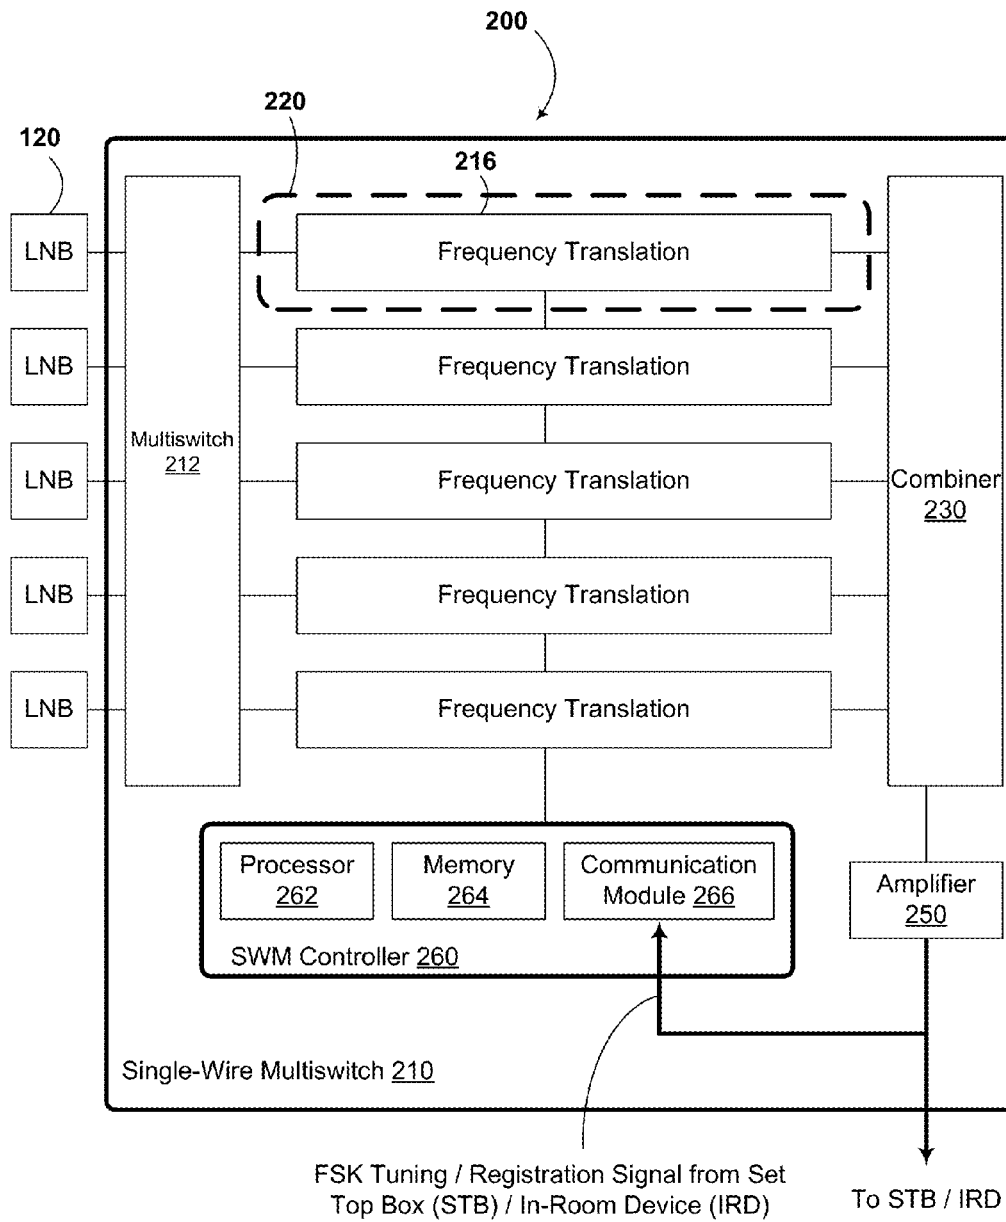 200
220
120
216
LNB
Frequency Translation
LNB
Frequency Translation
Multiswitch
212
LNB
Frequency Translation
Combiner
230
LNB
Frequency Translation
LNB
Frequency Translation
Processor
262
Memory
264
Communication
Module 266
Amplifier
250
SWM Controller 260
Single-Wire Multiswitch 210
FSK Tuning / Registration Signal from Set
Top Box (STB) / In-Room Device (IRD)
To STB / IRD